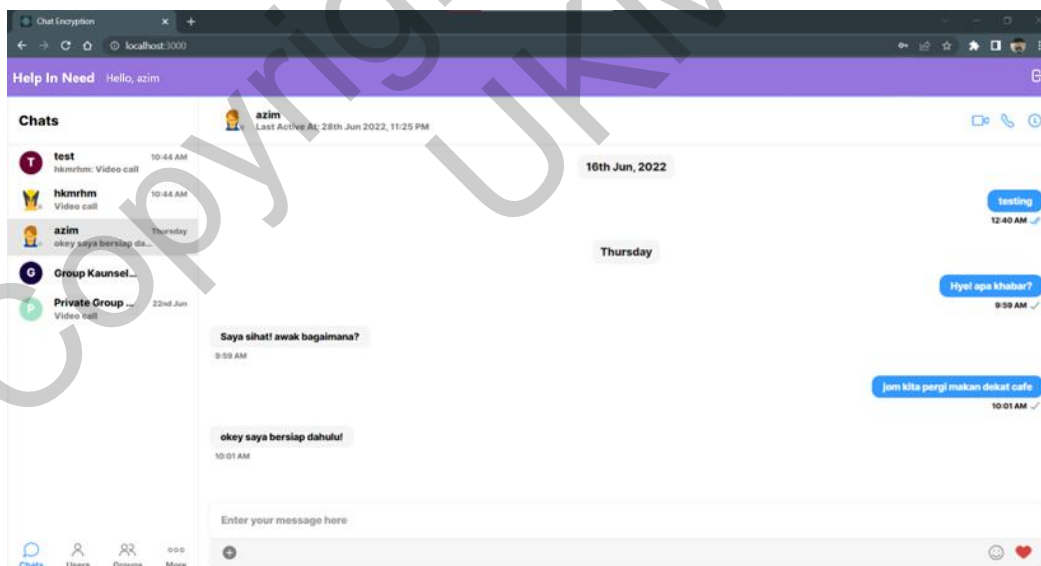 Chat Encryption
localhost:3000
Help In Need Hello, azim
Chats
test 10:44 AM
hkmrhm: Video call
hkmrhm 10:44 AM
Video call
azim Thursday
okey saya bersiap da...
Group Kaunsel...
Private Group ... 22nd Jun
Video call
Chats Users Groups More
azim
Last Active At: 28th Jun 2022, 11:25 PM
16th Jun, 2022
testing
12:40 AM
Thursday
Hyel apa khabar?
9:59 AM
Saya sihat! awak bagaimana?
9:59 AM
jom kita pergi makan dekat cafe
10:01 AM
okey saya bersiap dahulu!
10:01 AM
Enter your message here
T
G
P
UKM